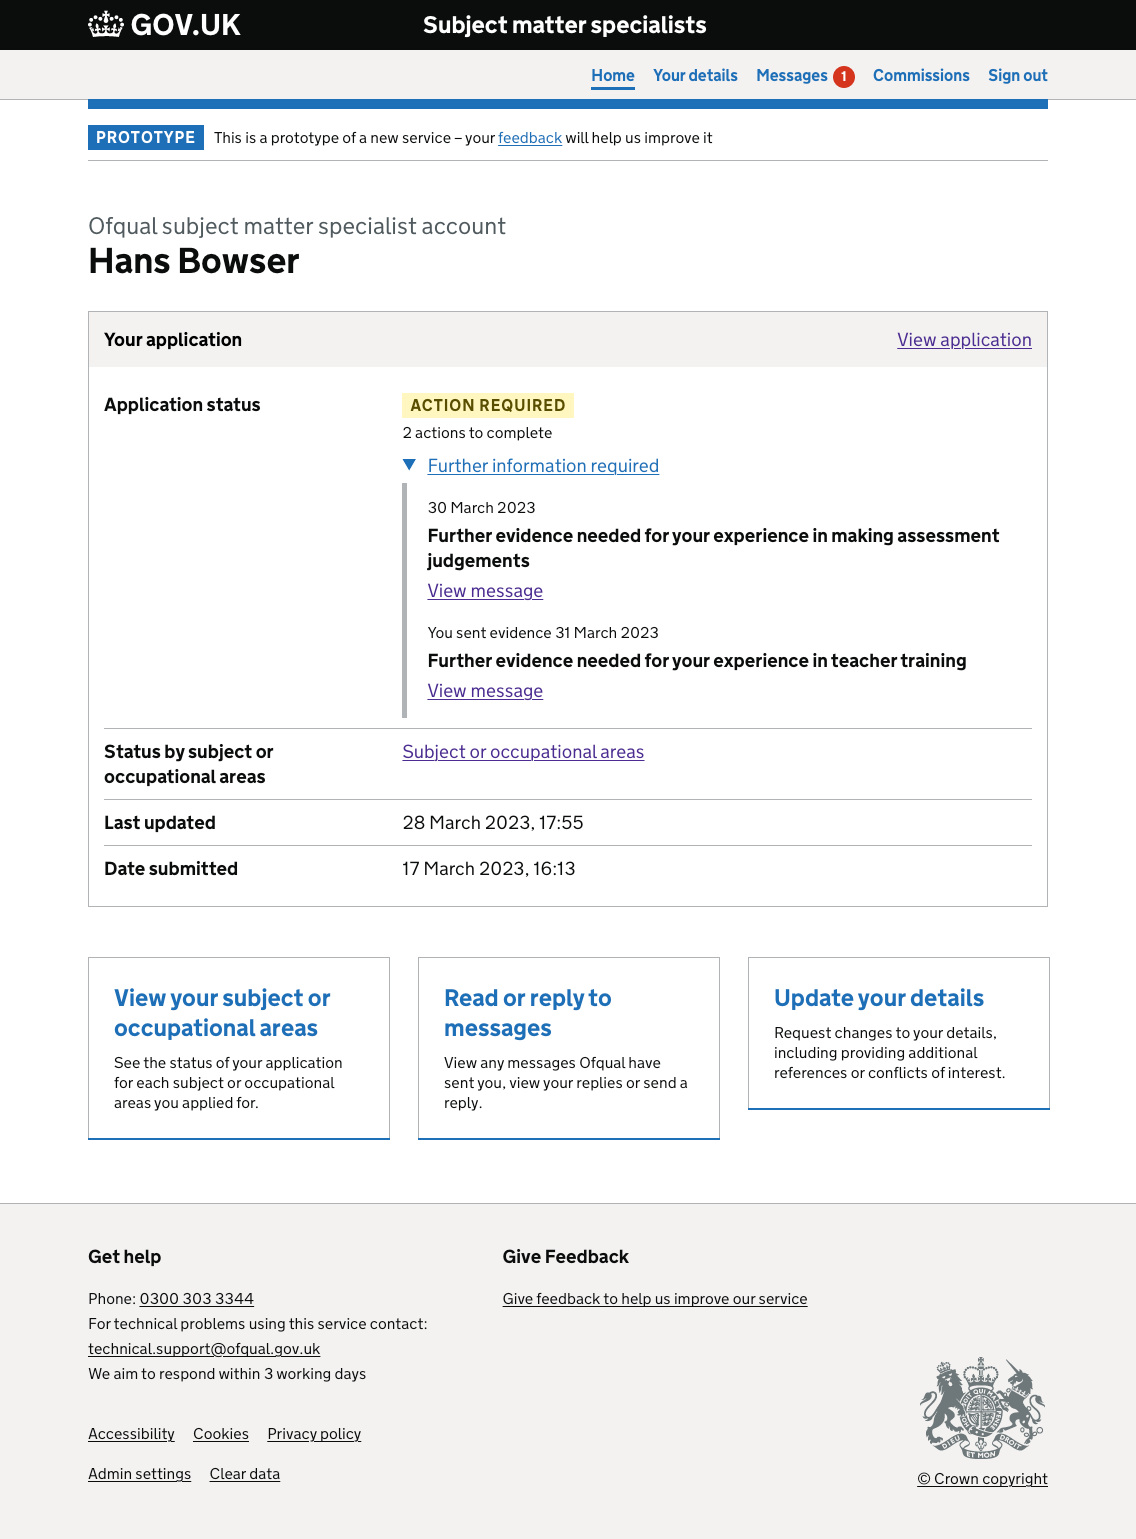 GOV.UK
Subject matter specialists
Home Your details Messages 1 Commissions Sign out
PROTOTYPE This is a prototype of a new service – your feedback will help us improve it
Ofqual subject matter specialist account
Hans Bowser
Your application View application
Application status
ACTION REQUIRED
2 actions to complete
Further information required
30 March 2023
Further evidence needed for your experience in making assessment
judgements
View message
You sent evidence 31 March 2023
Further evidence needed for your experience in teacher training
View message
Status by subject or
occupational areas
Subject or occupational areas
Last updated 28 March 2023, 17:55
Date submitted 17 March 2023, 16:13
View your subject or
occupational areas
See the status of your application
for each subject or occupational
areas you applied for.
Read or reply to
messages
View any messages Ofqual have
sent you, view your replies or send a
reply.
Update your details
Request changes to your details,
including providing additional
references or conflicts of interest.
Get help
Phone: 0300 303 3344
For technical problems using this service contact:
technical.support@ofqual.gov.uk
We aim to respond within 3 working days
Give Feedback
Give feedback to help us improve our service
Accessibility Cookies Privacy policy
Admin settings Clear data
DIEU ET MON DROIT
© Crown copyright